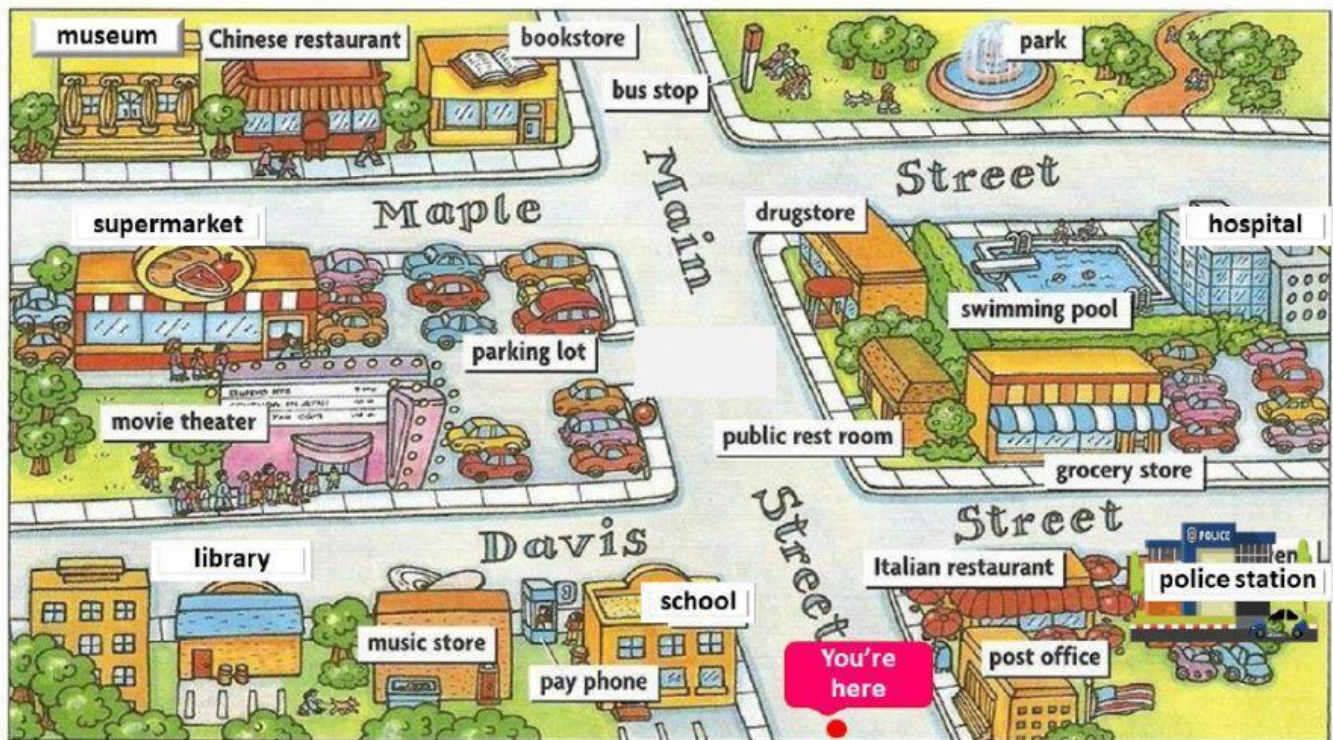 museum
Chinese restaurant
bookstore
park
bus stop
Main
Street
Maple
Street
drugstore
supermarket
hospital
swimming pool
parking lot
movie theater
public rest room
grocery store
Davis
Street
POLICE
library
Italian restaurant
police station
school
music store
You're
here
post office
pay phone